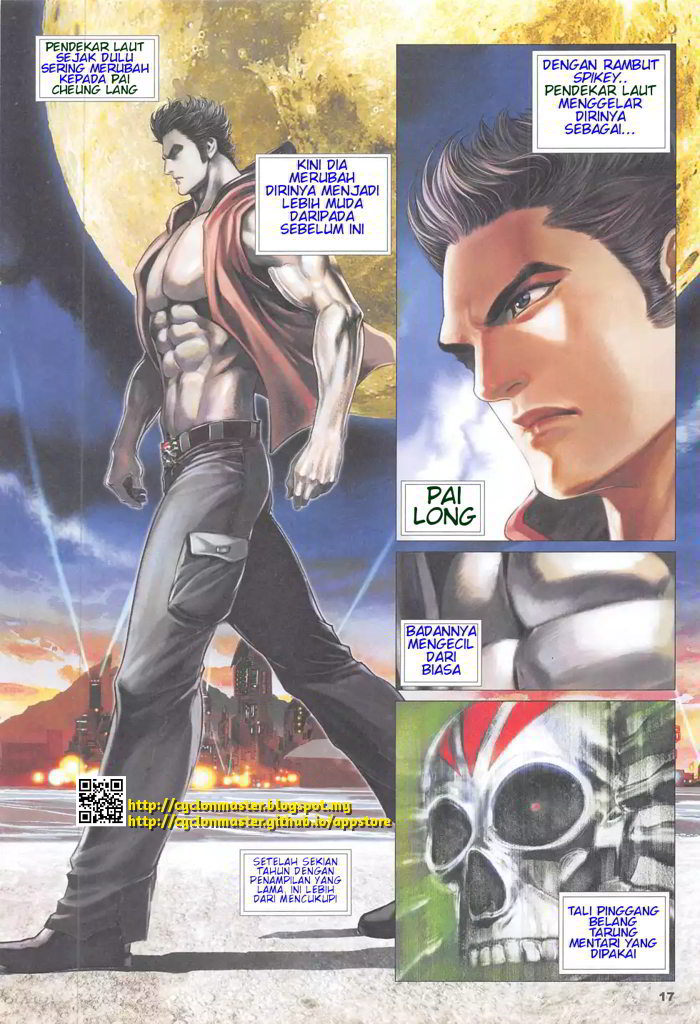 PENDEKAR LAUT
SEJAK DULU
SERING MERUBAH
KEPADA PAI
CHEUNG LANG
KINI DIA
MERUBAH
DIRINYA MENJADI
LEBIH MUDA
DARIPADA
SEBELUM INI
DENGAN RAMBUT
SPIKEY..
PENDEKAR LAUT
MENGGELAR
DIRINYA
SEBAGAI...
PAI
LONG
BADANNYA
MENGECIL
DARI
BIASA
http://cyclonmaster.blogspot.my
http://cyclonmaster.github.io/appstore
SETELAH SEKIAN
TAHUN DENGAN
PENAMPILAN YANG
LAMA, INI LEBIH
DARI MENCUKUPI
TALI PINGGANG
BELANG
TARUNG
MENTARI YANG
DIPAKAI
17